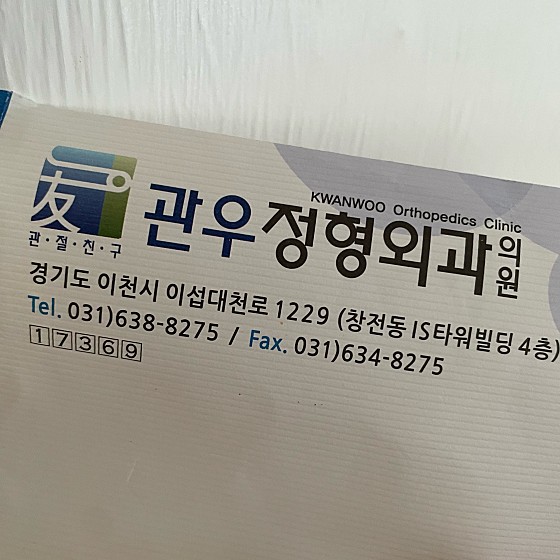 友
관·절·친·구
KWANWOO Orthopedics Clinic
관우정형외과의원
경기도 이천시 이섭대천로 1229 (창전동 IS타워빌딩 4층)
Tel. 031)638-8275 / Fax. 031)634-8275
17369